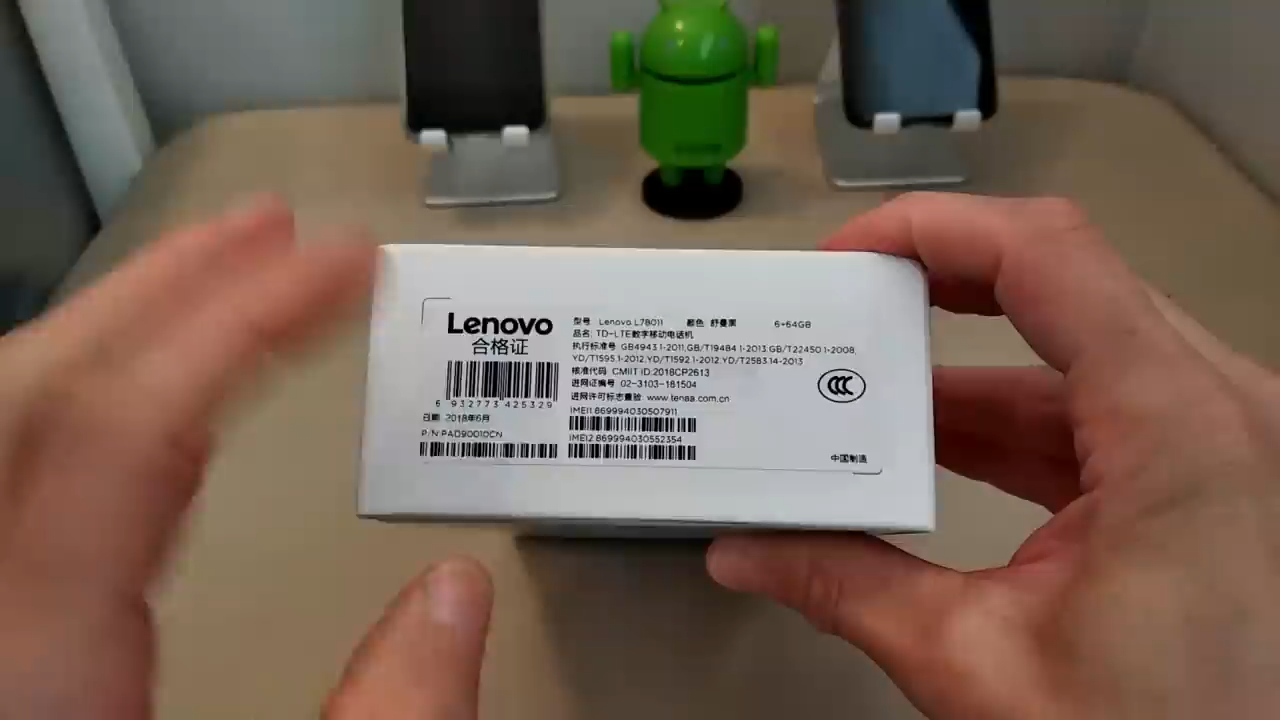 Lenovo
合格证
6 932773 425329
日期: 2018年6月
P/N:PA090010CN
型号 Lenovo L78011 颜色 舒曼黑 6+64GB
品名: TD-LTE数字移动电话机
执行标准号 GB4943.1-2011,GB/T19484.1-2013,GB/T22450.1-2008,
YD/T1595.1-2012,YD/T1592.1-2012,YD/T2583.14-2013
核准代码 CMIIT ID:2018CP2613
进网证编号 02-3103-181504
进网许可标志查验 www.tenaa.com.cn
IMEI1 869994030507911
IMEI2 869994030552354
CCC
中国制造